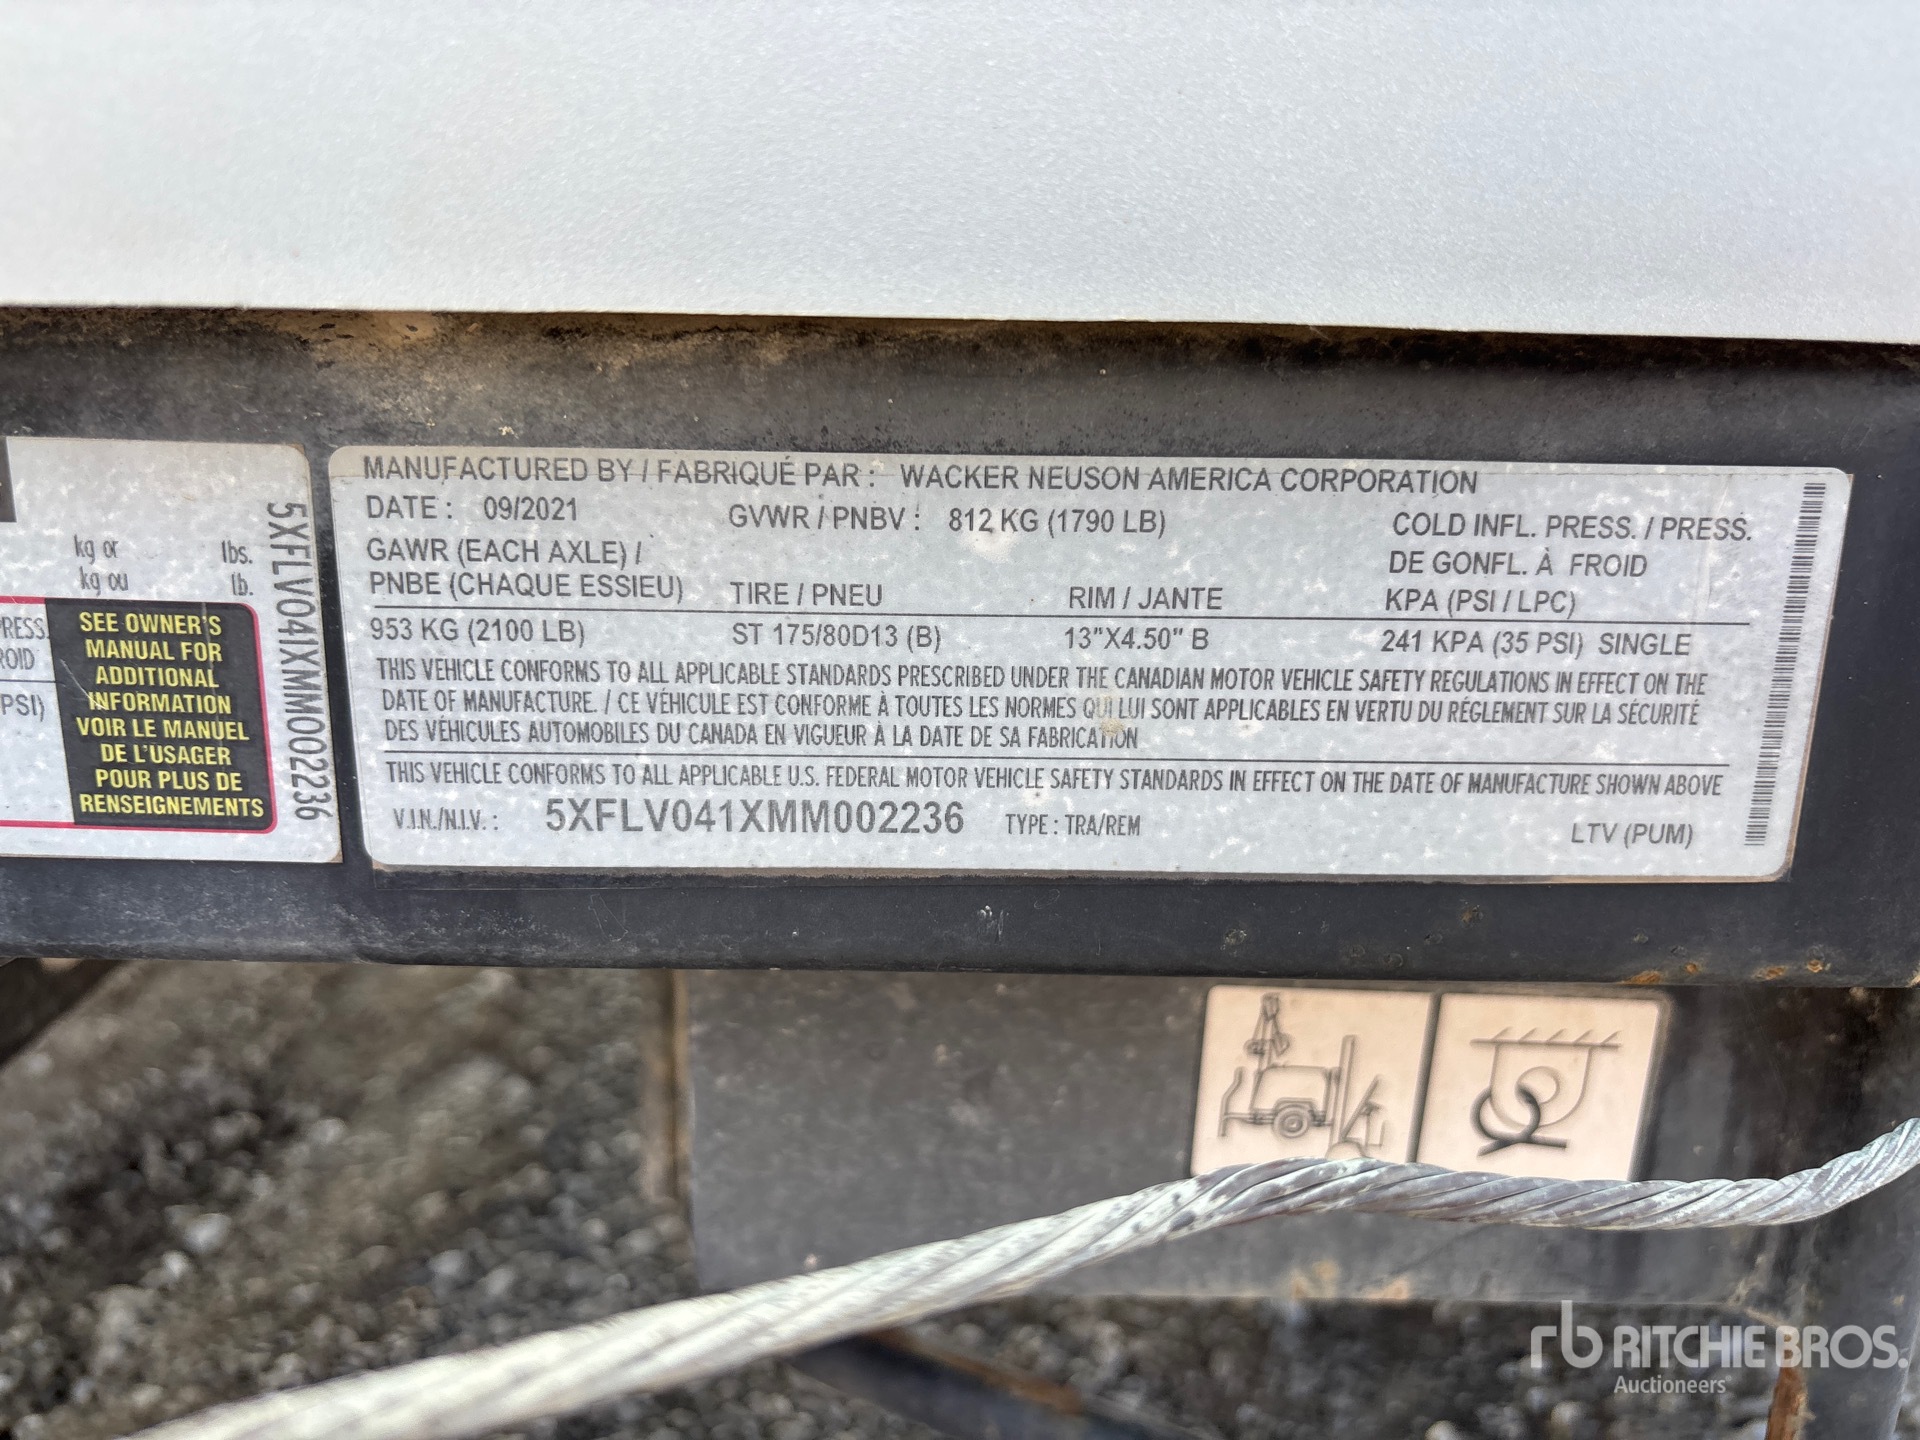 MANUFACTURED BY / FABRIQUÉ PAR : WACKER NEUSON AMERICA CORPORATION
DATE : 09/2021 GVWR / PNBV : 812 KG (1790 LB) COLD INFL. PRESS. / PRESS.
GAWR (EACH AXLE) / DE GONFL. À FROID
PNBE (CHAQUE ESSIEU) TIRE / PNEU RIM / JANTE KPA (PSI / LPC)
953 KG (2100 LB) ST 175/80D13 (B) 13"X4.50" B 241 KPA (35 PSI) SINGLE
THIS VEHICLE CONFORMS TO ALL APPLICABLE STANDARDS PRESCRIBED UNDER THE CANADIAN MOTOR VEHICLE SAFETY REGULATIONS IN EFFECT ON THE
DATE OF MANUFACTURE. / CE VÉHICULE EST CONFORME À TOUTES LES NORMES QUI LUI SONT APPLICABLES EN VERTU DU RÉGLEMENT SUR LA SÉCURITÉ
DES VÉHICULES AUTOMOBILES DU CANADA EN VIGUEUR À LA DATE DE SA FABRICATION
THIS VEHICLE CONFORMS TO ALL APPLICABLE U.S. FEDERAL MOTOR VEHICLE SAFETY STANDARDS IN EFFECT ON THE DATE OF MANUFACTURE SHOWN ABOVE
V.I.N./N.I.V. : 5XFLV041XMM002236 TYPE : TRA/REM LTV (PUM)
kg or lbs.
kg ou lb.
PSI)
SEE OWNER'S
MANUAL FOR
ADDITIONAL
INFORMATION
VOIR LE MANUEL
DE L'USAGER
POUR PLUS DE
RENSEIGNEMENTS
5XFLV041XMM002236
rb RITCHIE BROS.
Auctioneers